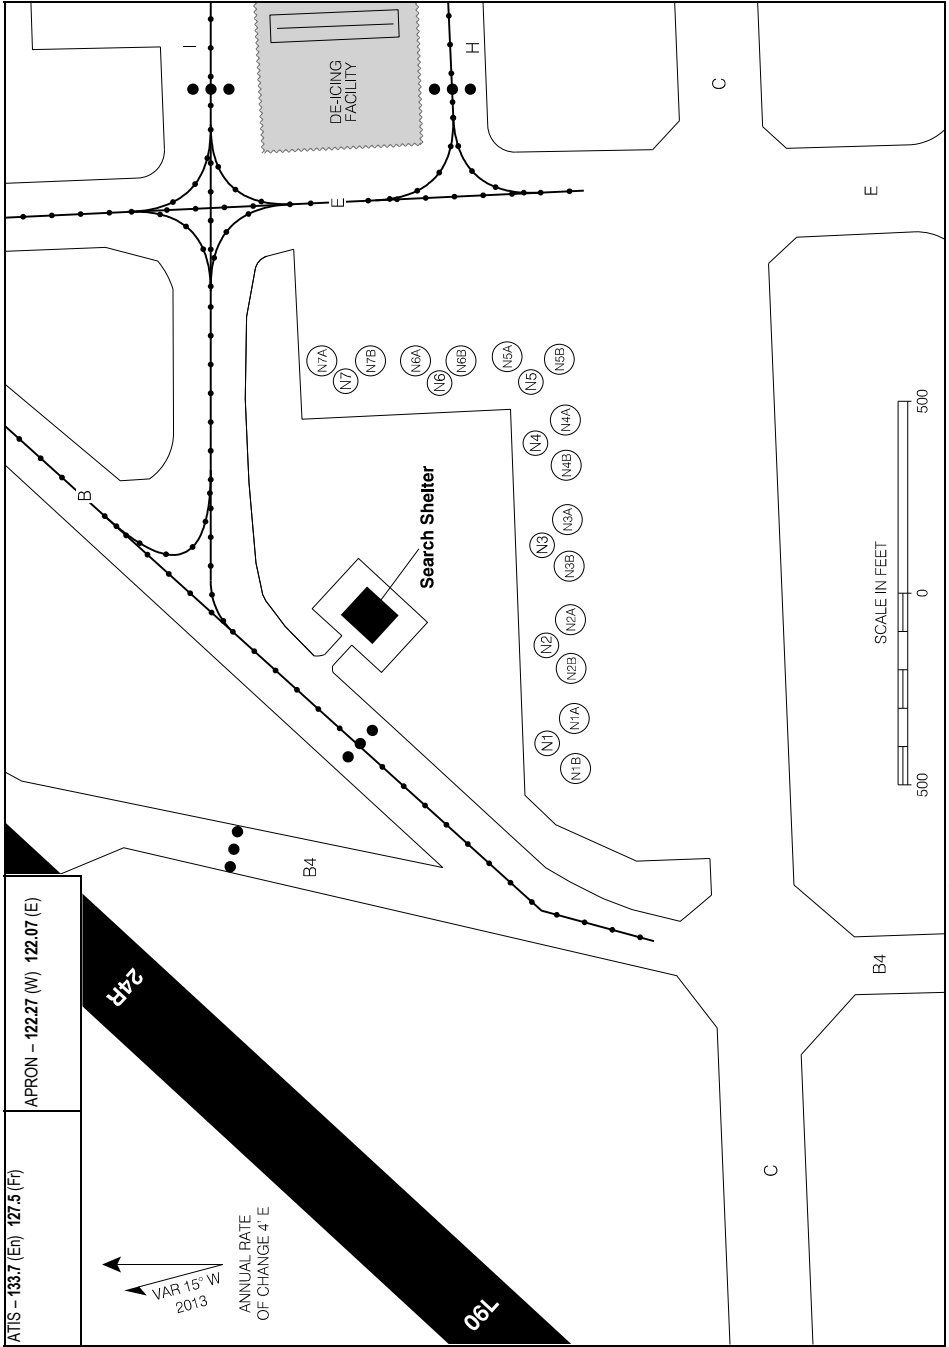 ATIS – 133.7 (En) 127.5 (Fr)
APRON – 122.27 (W) 122.07 (E)
I
DE-ICING
FACILITY
H
C
E
E
B
N7A
N7
N7B
N6A
N6
N6B
N5A
N5
N5B
N4
N4A
N4B
Search Shelter
N3
N3A
N3B
N2
N2A
N2B
N1
N1A
N1B
SCALE IN FEET
500
0
500
B4
B4
24R
06L
C
VAR 15° W
2013
ANNUAL RATE
OF CHANGE 4' E